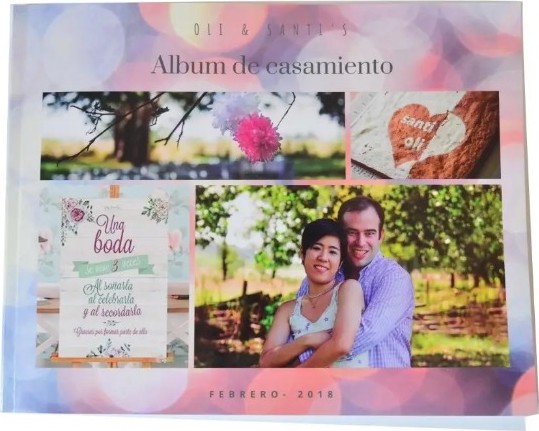 OLI & SANTI'S
Album de casamiento
santi
oli
Una
boda
Se vive 3 veces
Al soñarla
al celebrarla
y al recordarla
Gracias por formar parte de ella
FEBRERO- 2018